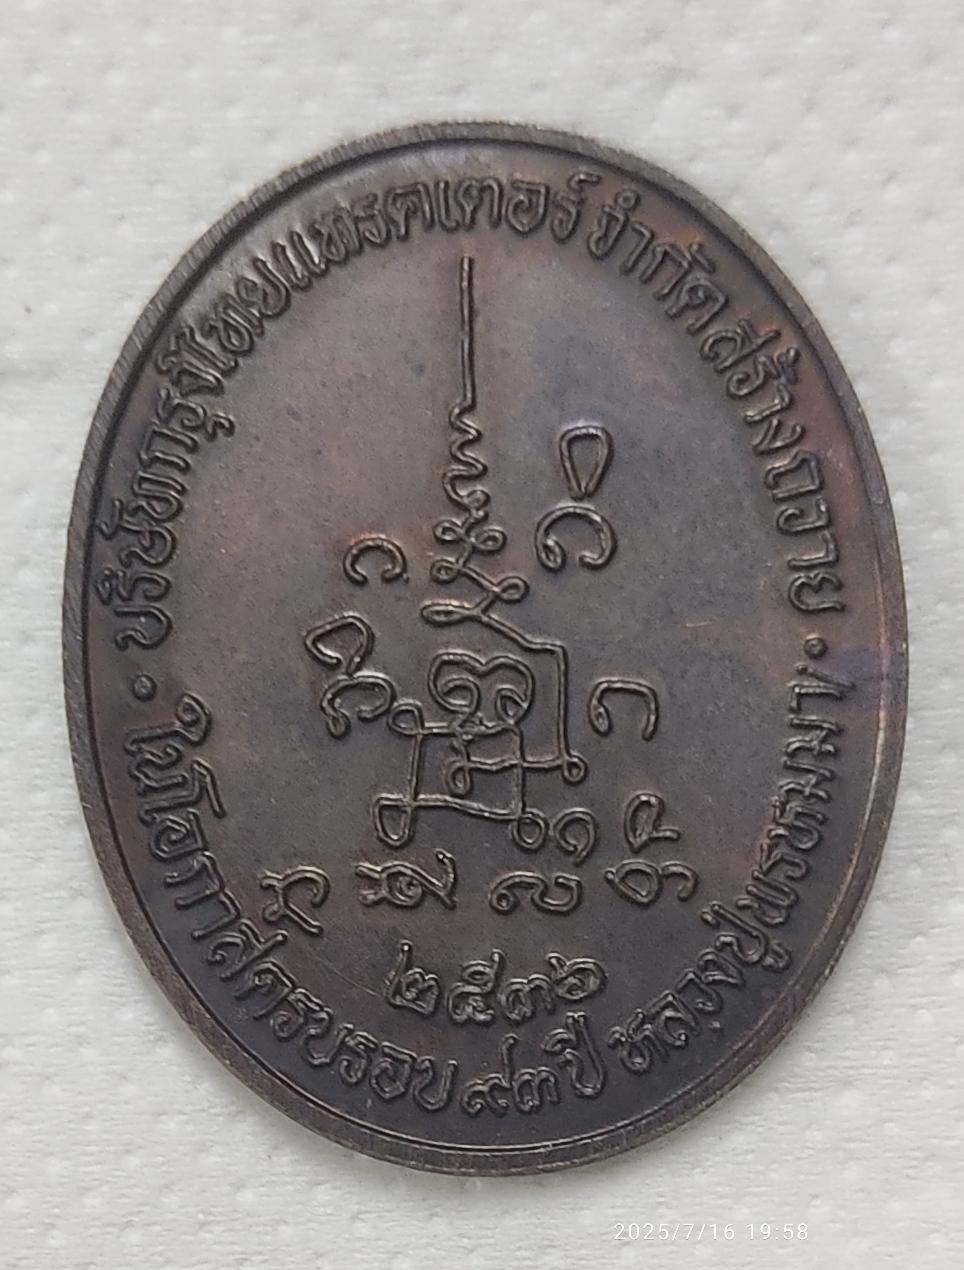 บริษัทกรุงไทยแทรคเตอร์ จำกัด สร้างถวาย
ในโอกาสครบรอบ ๙๓ ปี หลวงปู่พรหมมา
๒๕๓๖
2025/7/16 19:58